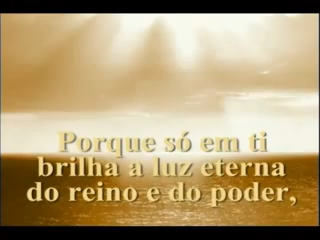 Porque só em ti
brilha a luz eterna
do reino e do poder,